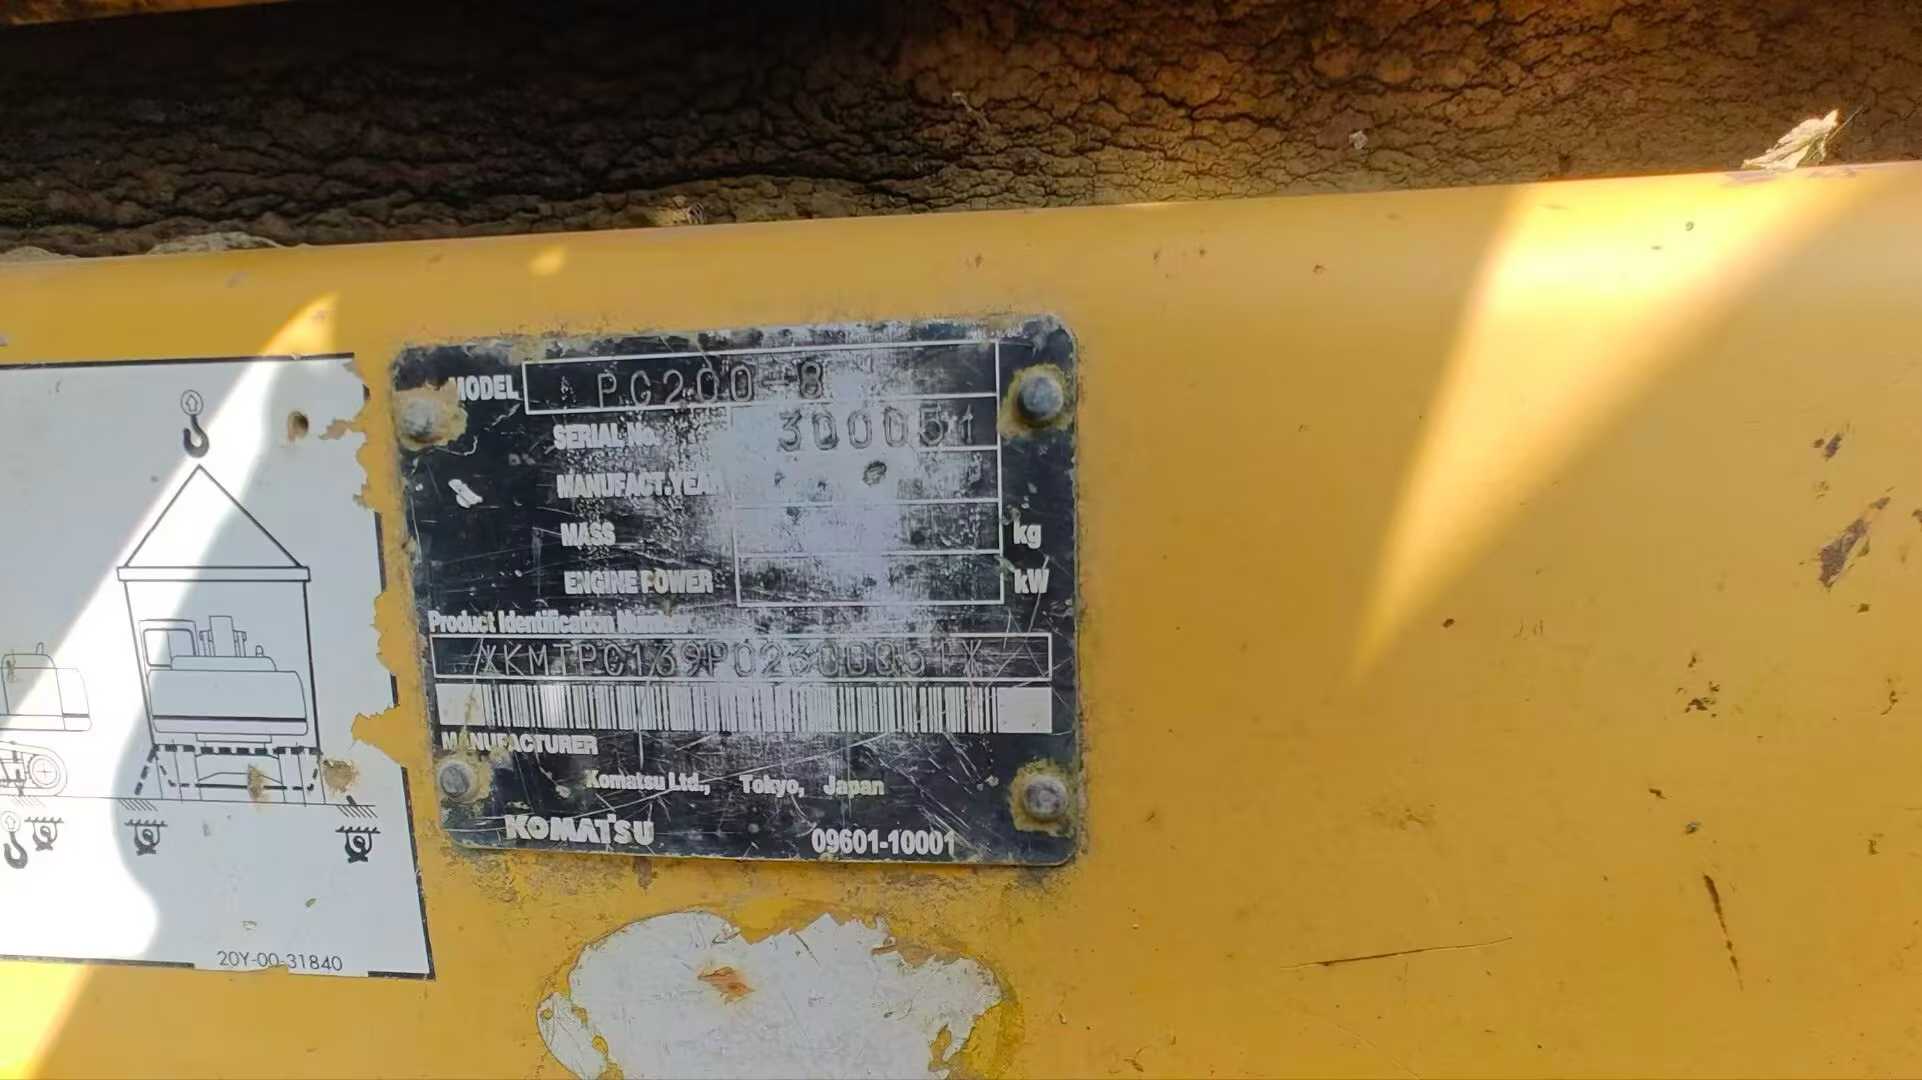 MODEL PC200-8
SERIAL No. 300051
MANUFACT.YEAR
MASS kg
ENGINE POWER kW
Product Identification Number
MANUFACTURER
Komatsu Ltd., Tokyo, Japan
KOMATSU 09601-10001
20Y-00-31840